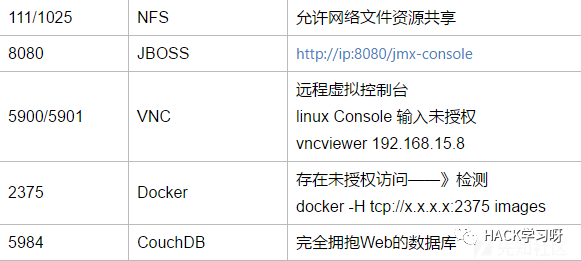 111/1025 NFS 允许网络文件资源共享
8080 JBOSS http://ip:8080/jmx-console
远程虚拟控制台
5900/5901 VNC linux Console 输入未授权
vncviewer 192.168.15.8
2375 Docker 存在未授权访问——》检测
docker -H tcp://x.x.x.x:2375 images
5984 CouchDB 完全拥抱Web的数据库
HACK学习呀